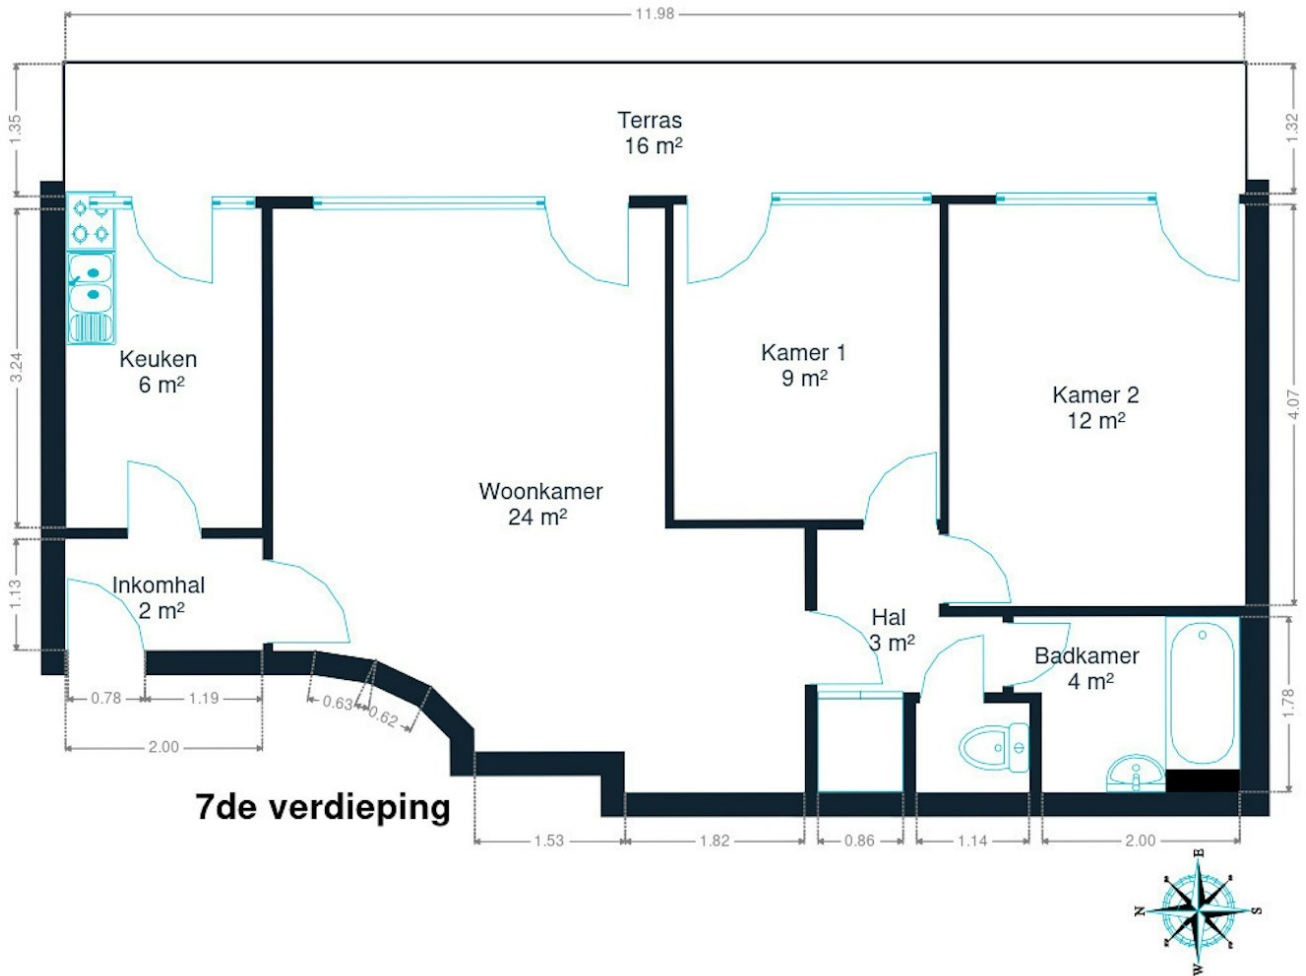 11.98
1.35
1.32
Terras
16 m²
3.24
Keuken
6 m²
Kamer 1
9 m²
Kamer 2
12 m²
4.07
Woonkamer
24 m²
1.13
Inkomhal
2 m²
Hal
3 m²
Badkamer
4 m²
1.78
0.78
1.19
0.63
0.62
2.00
7de verdieping
1.53
1.82
0.86
1.14
2.00
E
N
S
W